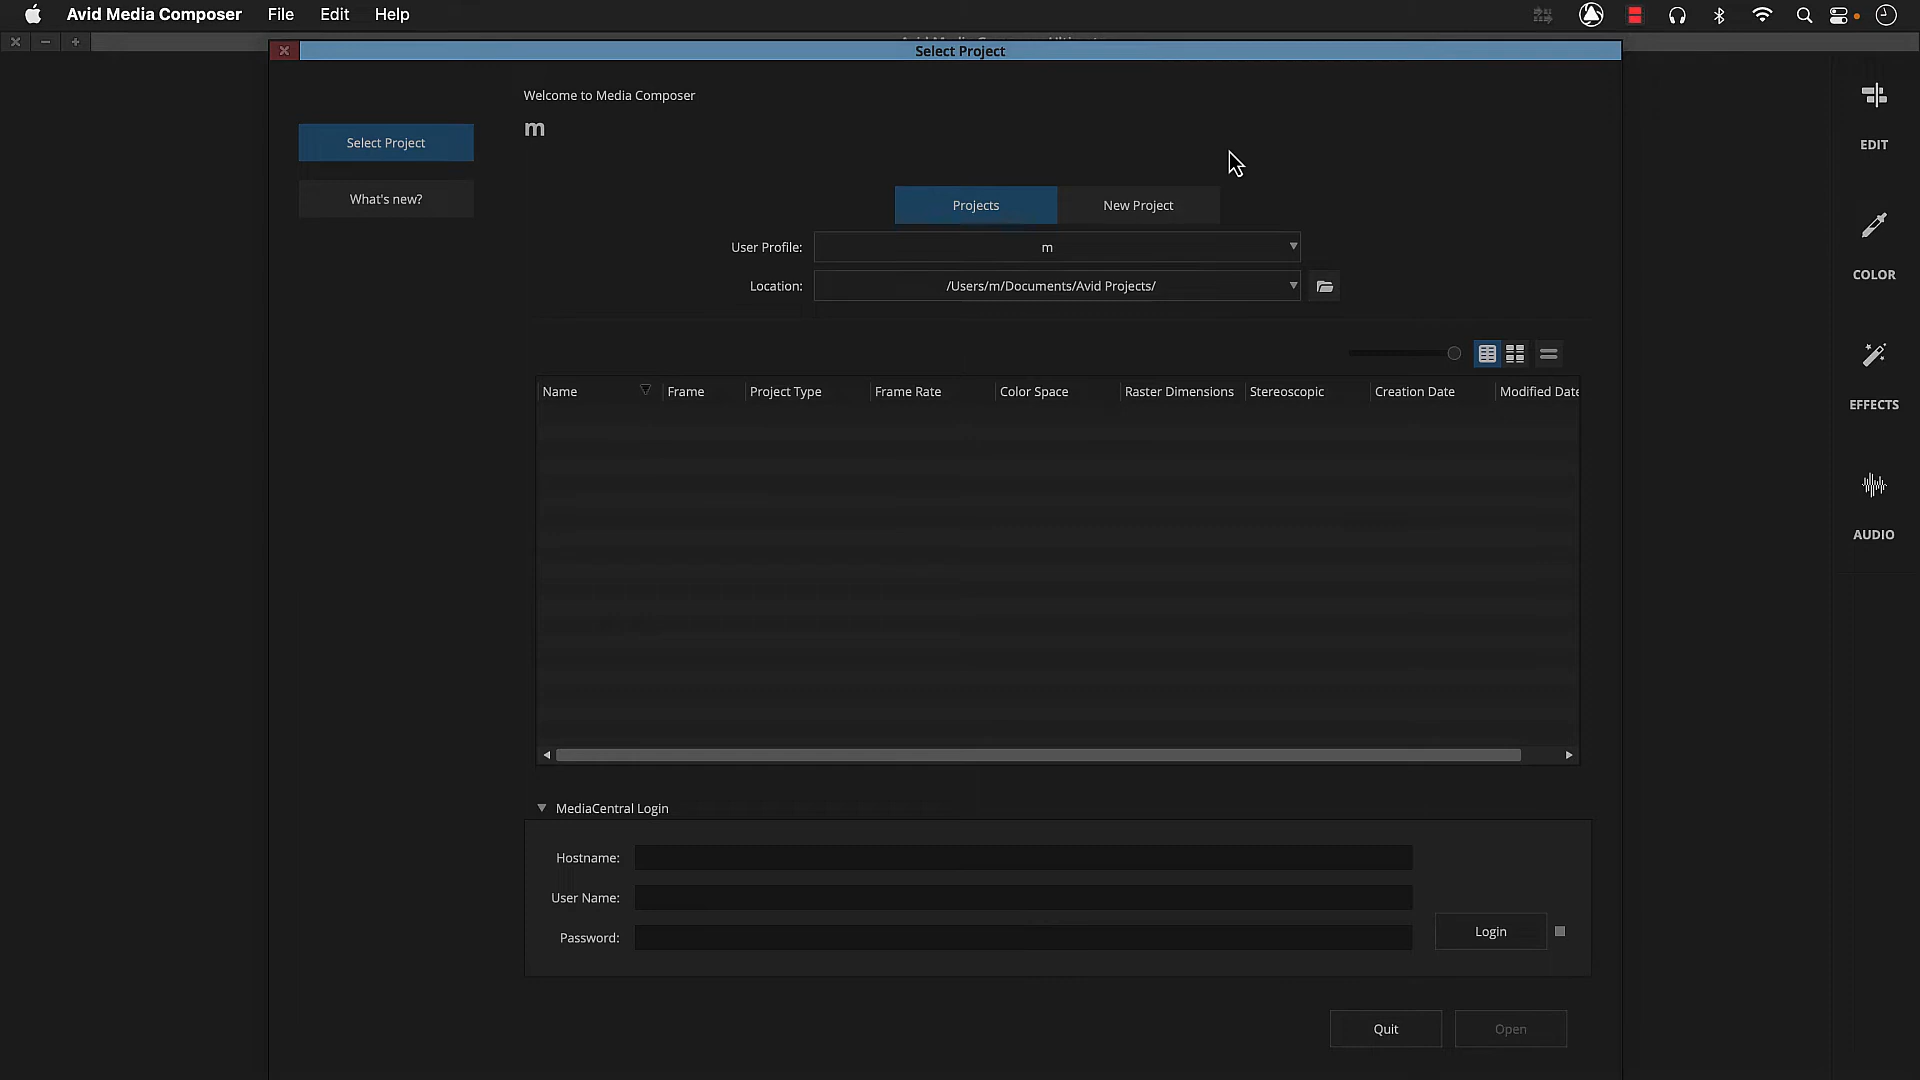 Avid Media Composer File Edit Help
Select Project
Welcome to Media Composer
m
Select Project
What's new?
Projects New Project
User Profile: m
Location: /Users/m/Documents/Avid Projects/
Name Frame Project Type Frame Rate Color Space Raster Dimensions Stereoscopic Creation Date Modified Date
MediaCentral Login
Hostname:
User Name:
Password:
Login
Quit Open
EDIT
COLOR
EFFECTS
AUDIO